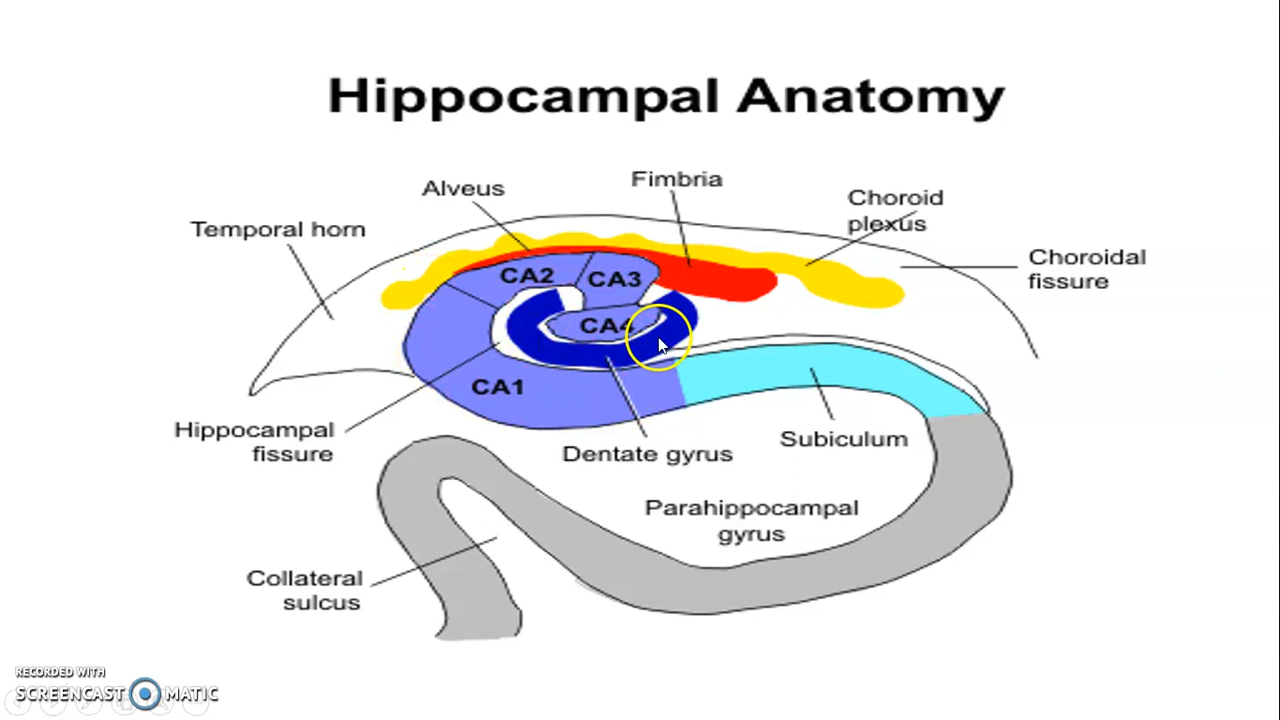 Hippocampal Anatomy
Alveus
Fimbria
Choroid
plexus
Temporal horn
Choroidal
fissure
CA2
CA3
CA4
CA1
Hippocampal
fissure
Dentate gyrus
Subiculum
Parahippocampal
gyrus
Collateral
sulcus
RECORDED WITH
SCREENCAST MATIC